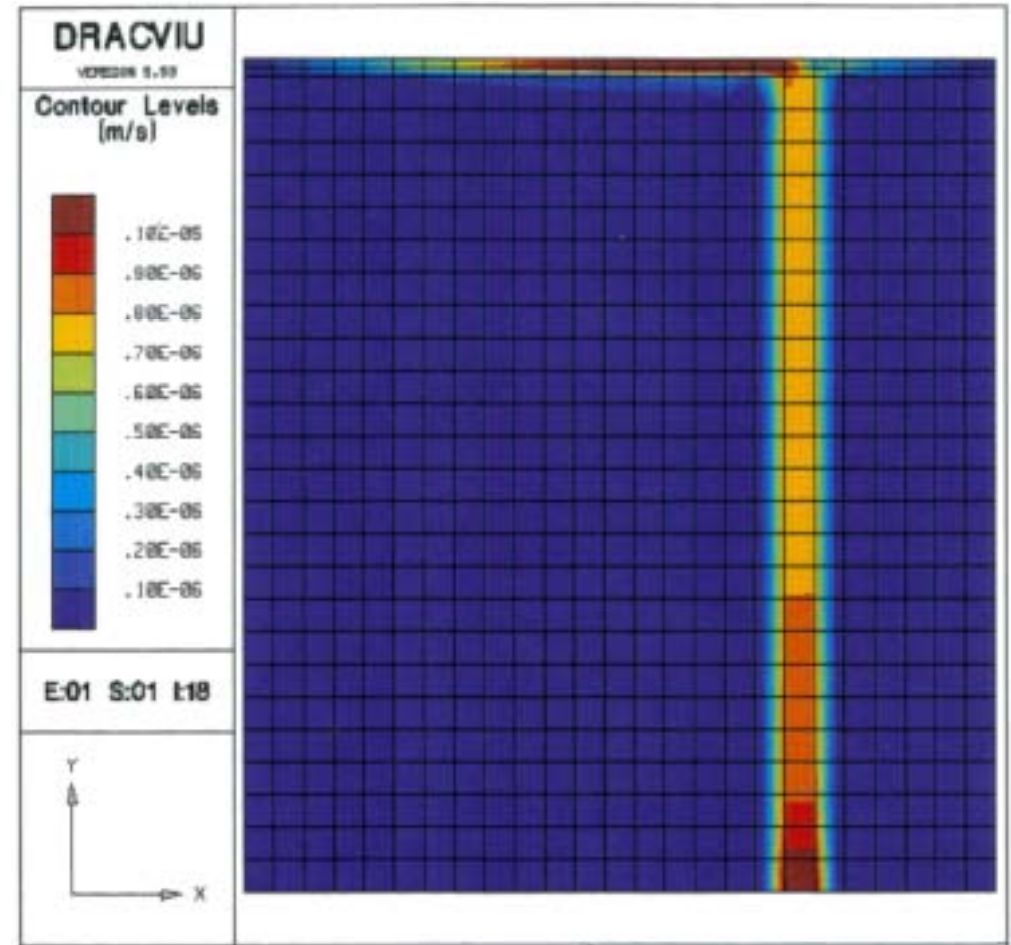 DRACVIU
VERSION
Contour Levels
(m/s)
.10E-05
.90E-06
.80E-06
.70E-06
.60E-06
.50E-06
.40E-06
.30E-06
.20E-06
.10E-06
E:01 S:01 I:18
Y
X